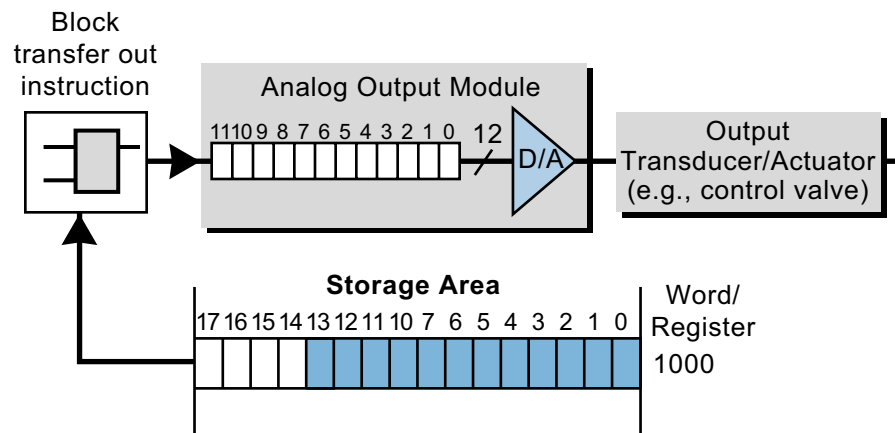 Block
transfer out
instruction
Analog Output Module
11 10 9 8 7 6 5 4 3 2 1 0
12
D/A
Output
Transducer/Actuator
(e.g., control valve)
Storage Area
17 16 15 14 13 12 11 10 7 6 5 4 3 2 1 0
Word/
Register
1000